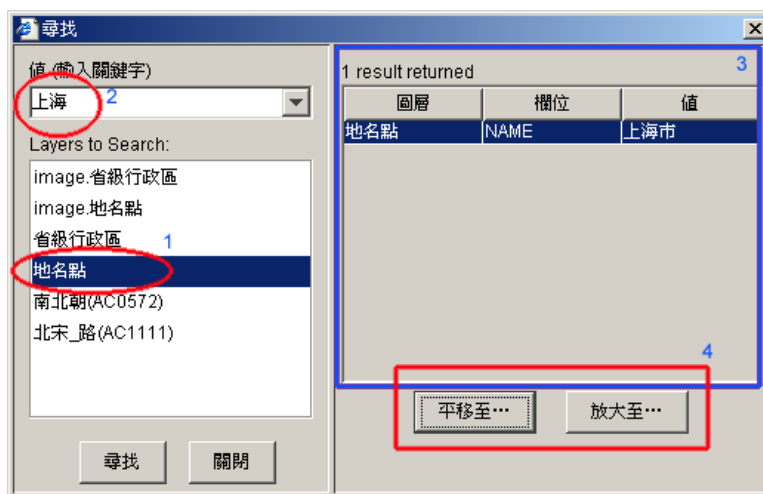 尋找
值 (輸入關鍵字)
上海
2
Layers to Search:
image.省級行政區
image.地名點
省級行政區
1
地名點
南北朝(AC0572)
北宋_路(AC1111)
尋找
關閉
3
1 result returned
圖層
欄位
值
地名點
NAME
上海市
4
平移至…
放大至…